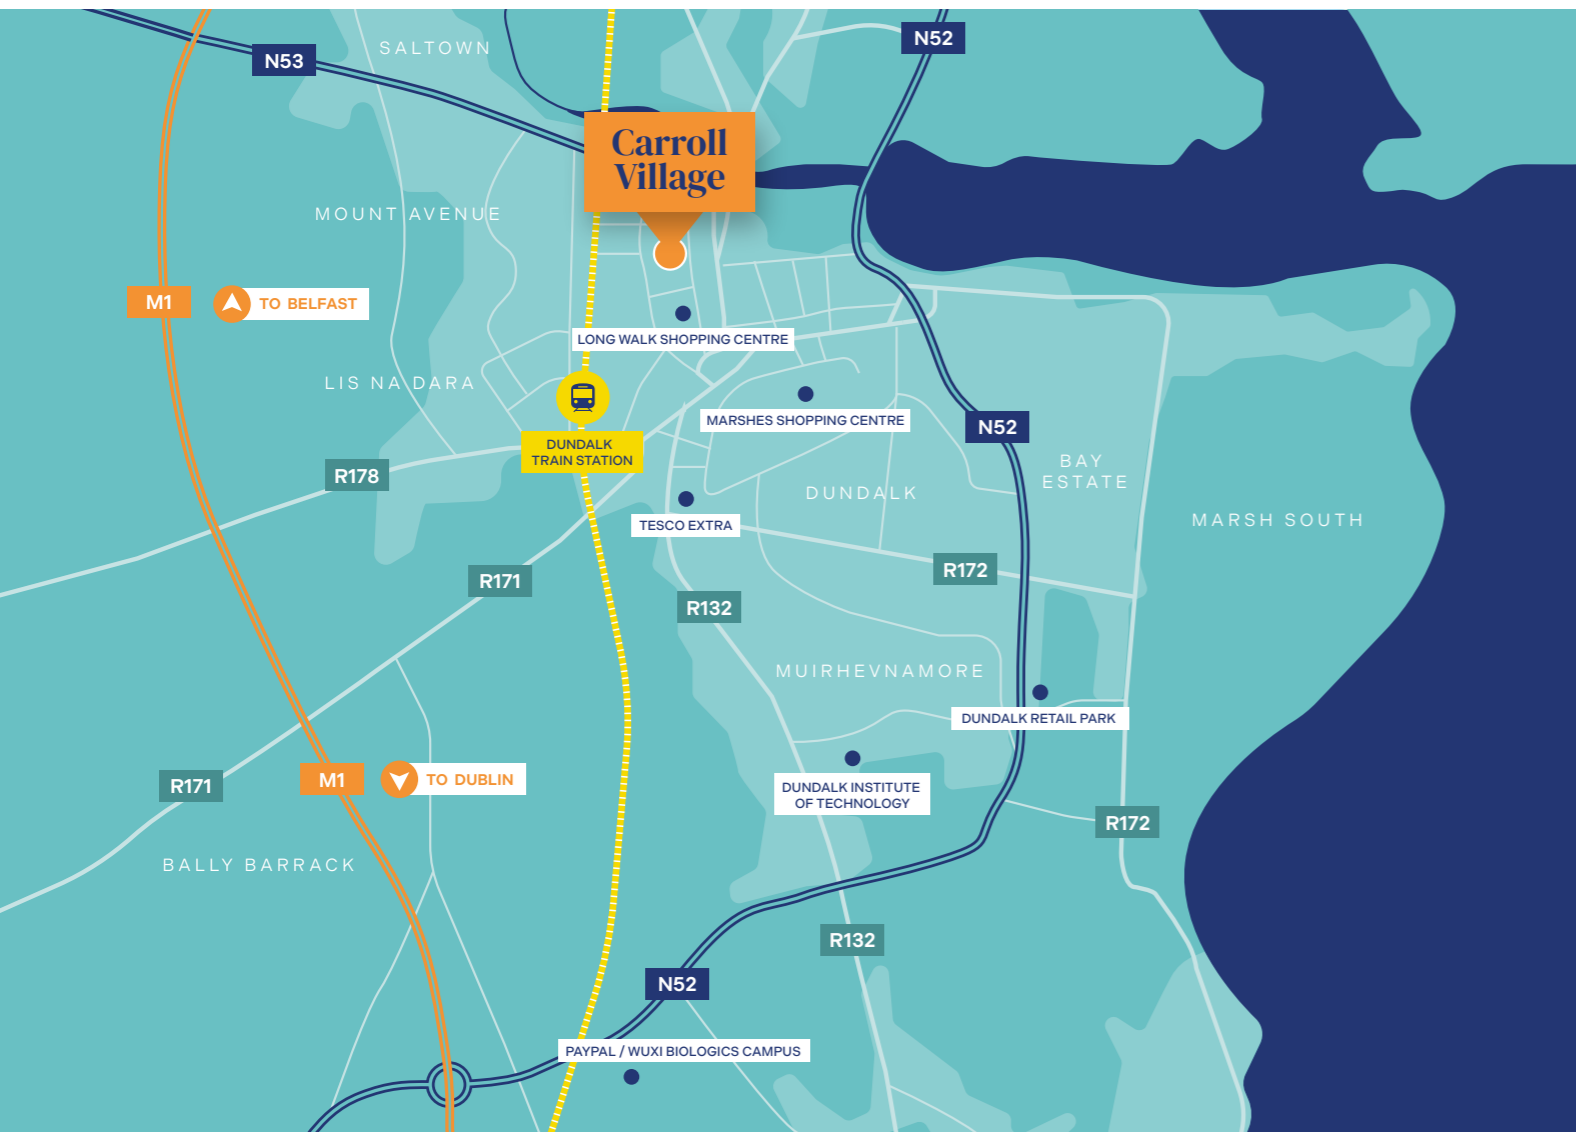 N52
SALTOWN
N53
Carroll
Village
MOUNT AVENUE
M1
TO BELFAST
LONG WALK SHOPPING CENTRE
LIS NA DARA
MARSHES SHOPPING CENTRE
N52
DUNDALK
TRAIN STATION
BAY
ESTATE
R178
DUNDALK
MARSH SOUTH
TESCO EXTRA
R172
R171
R132
MUIRHEVNAMORE
DUNDALK RETAIL PARK
M1
TO DUBLIN
R171
DUNDALK INSTITUTE
OF TECHNOLOGY
R172
BALLY BARRACK
R132
N52
PAYPAL / WUXI BIOLOGICS CAMPUS